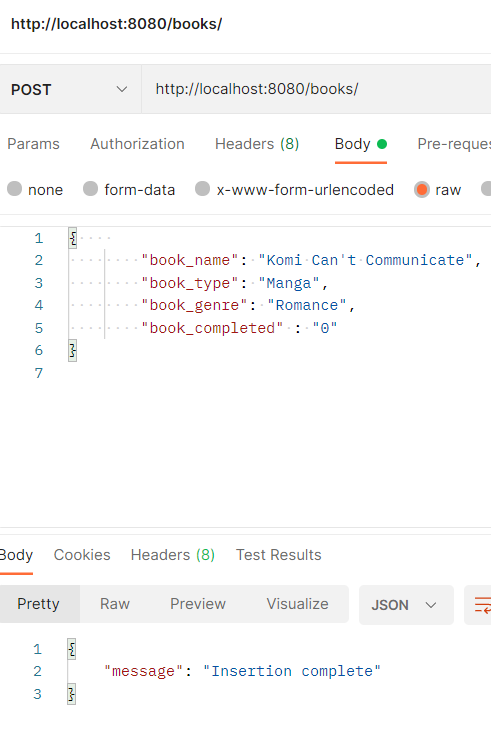 http://localhost:8080/books/
POST http://localhost:8080/books/
Params Authorization Headers (8) Body Pre-reques
none form-data x-www-form-urlencoded raw
1 {
2 "book_name": "Komi Can't Communicate",
3 "book_type": "Manga",
4 "book_genre": "Romance",
5 "book_completed" : "0"
6 }
7
Body Cookies Headers (8) Test Results
Pretty Raw Preview Visualize JSON
1 {
2 "message": "Insertion complete"
3 }